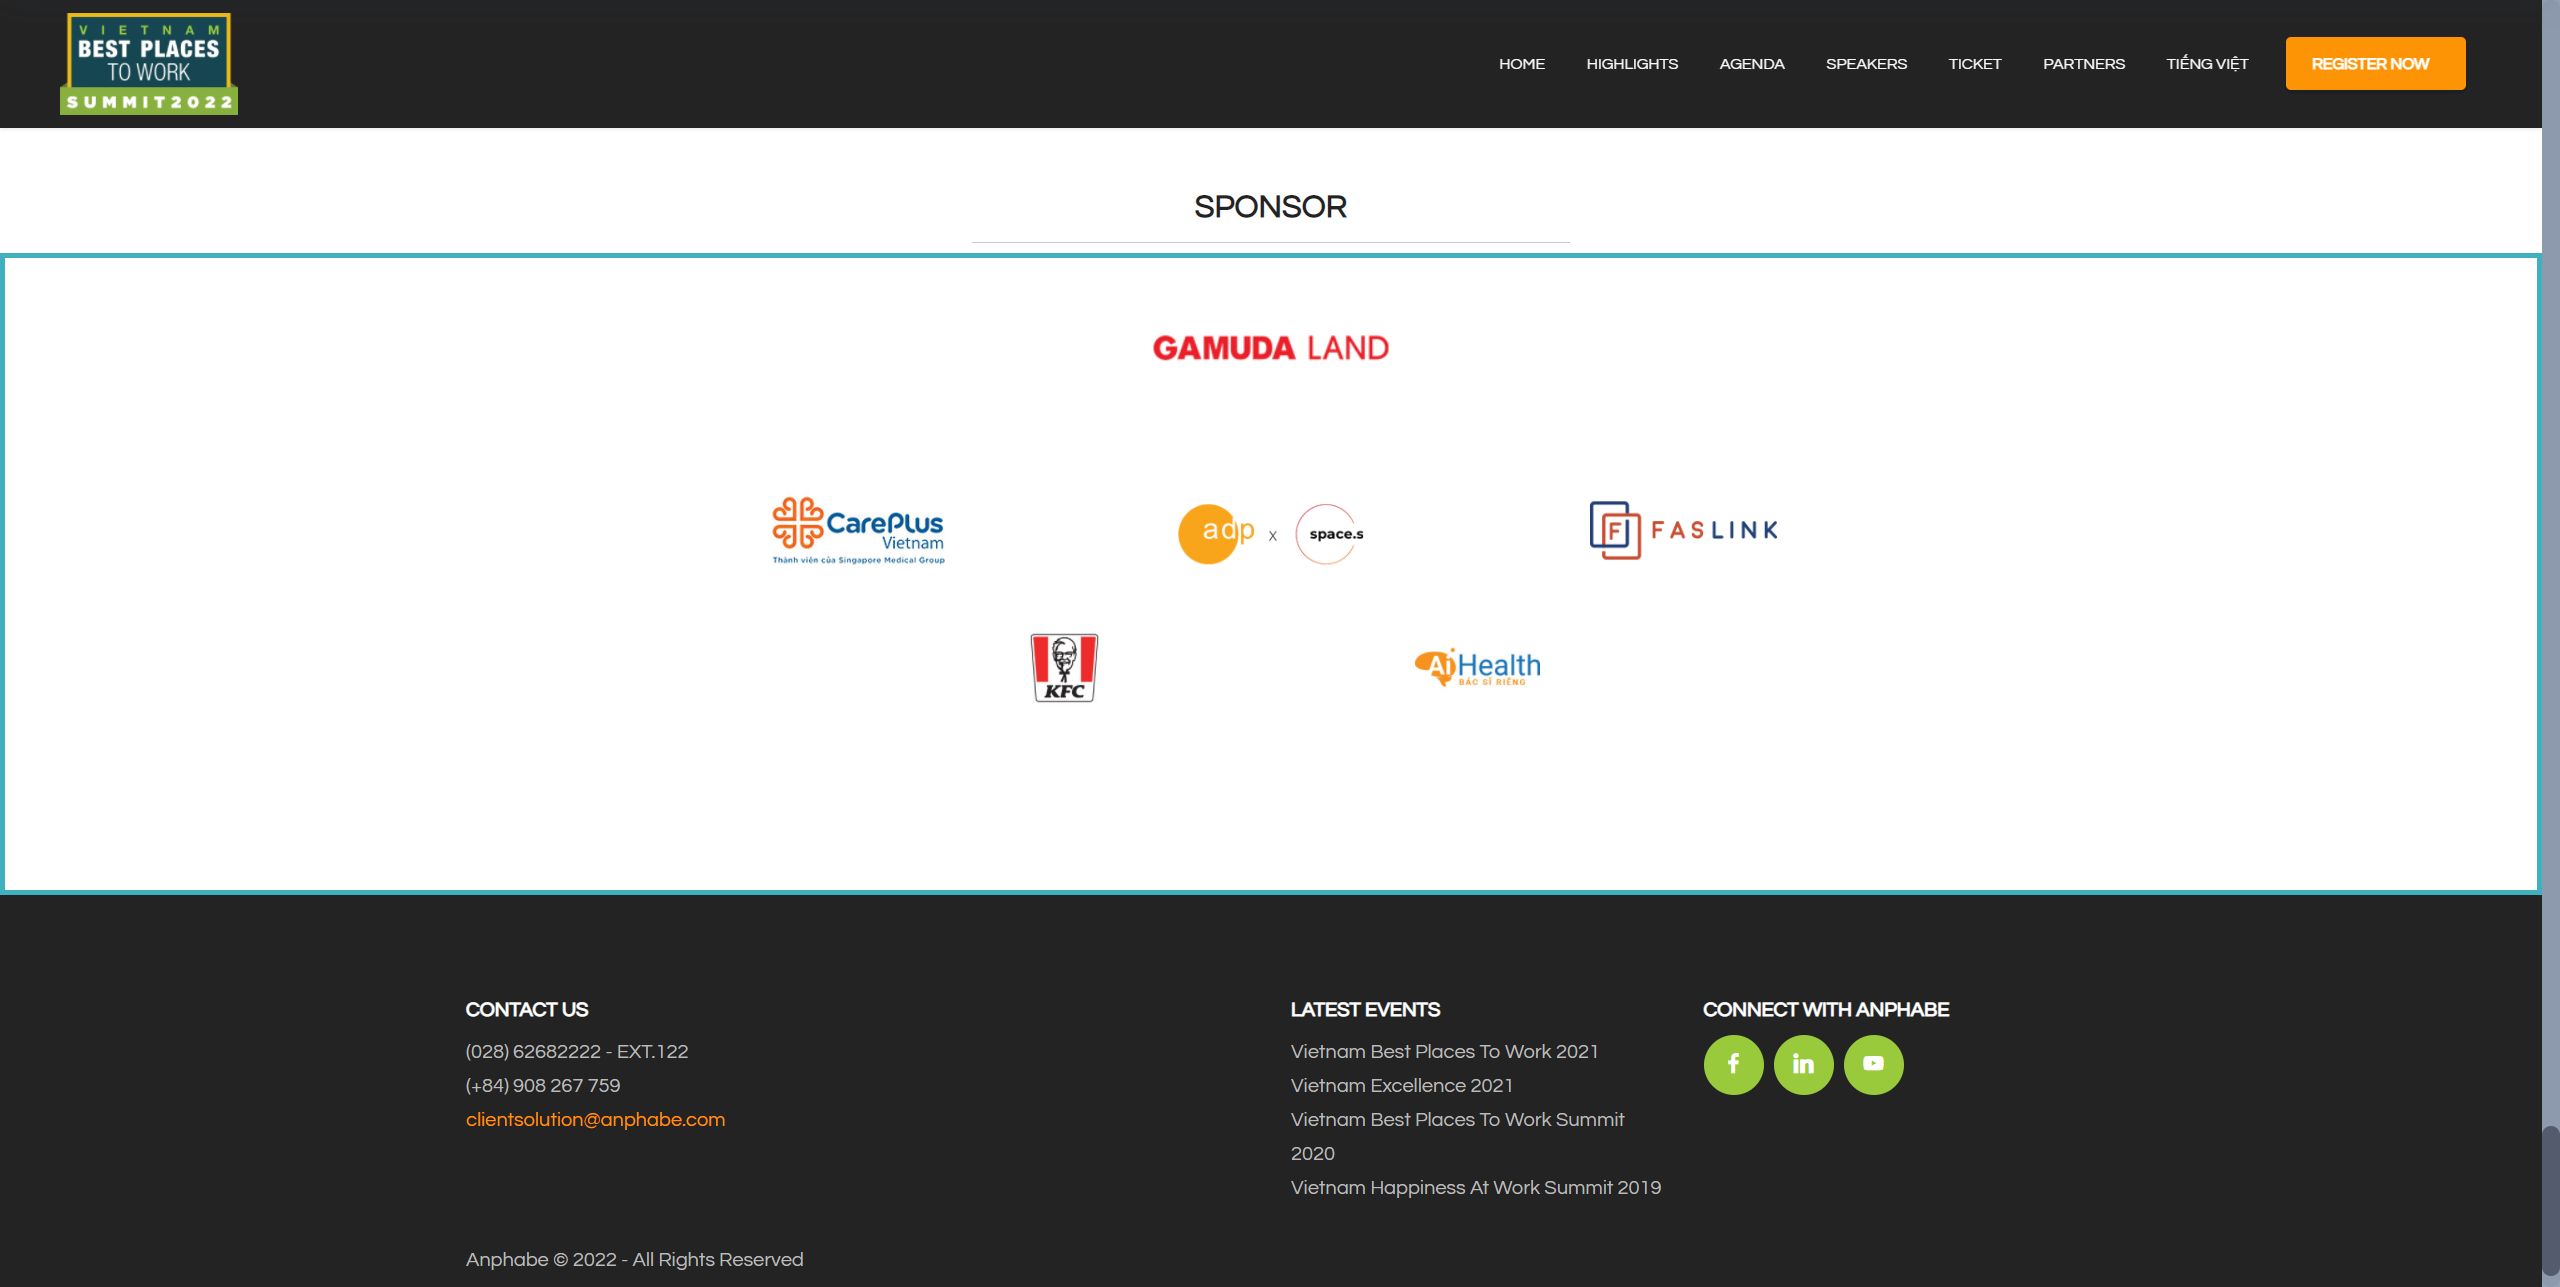 VIETNAM
BEST PLACES
TO WORK
SUMMIT2022
HOME HIGHLIGHTS AGENDA SPEAKERS TICKET PARTNERS TIẾNG VIỆT REGISTER NOW
SPONSOR
GAMUDA LAND
CarePlus
Vietnam
Thành viên của Singapore Medical Group
adp x space.s
F FASLINK
KFC
AiHealth
BÁC SĨ RIÊNG
CONTACT US
(028) 62682222 - EXT.122
(+84) 908 267 759
clientsolution@anphabe.com
LATEST EVENTS
Vietnam Best Places To Work 2021
Vietnam Excellence 2021
Vietnam Best Places To Work Summit
2020
Vietnam Happiness At Work Summit 2019
CONNECT WITH ANPHABE
f in
Anphabe © 2022 - All Rights Reserved